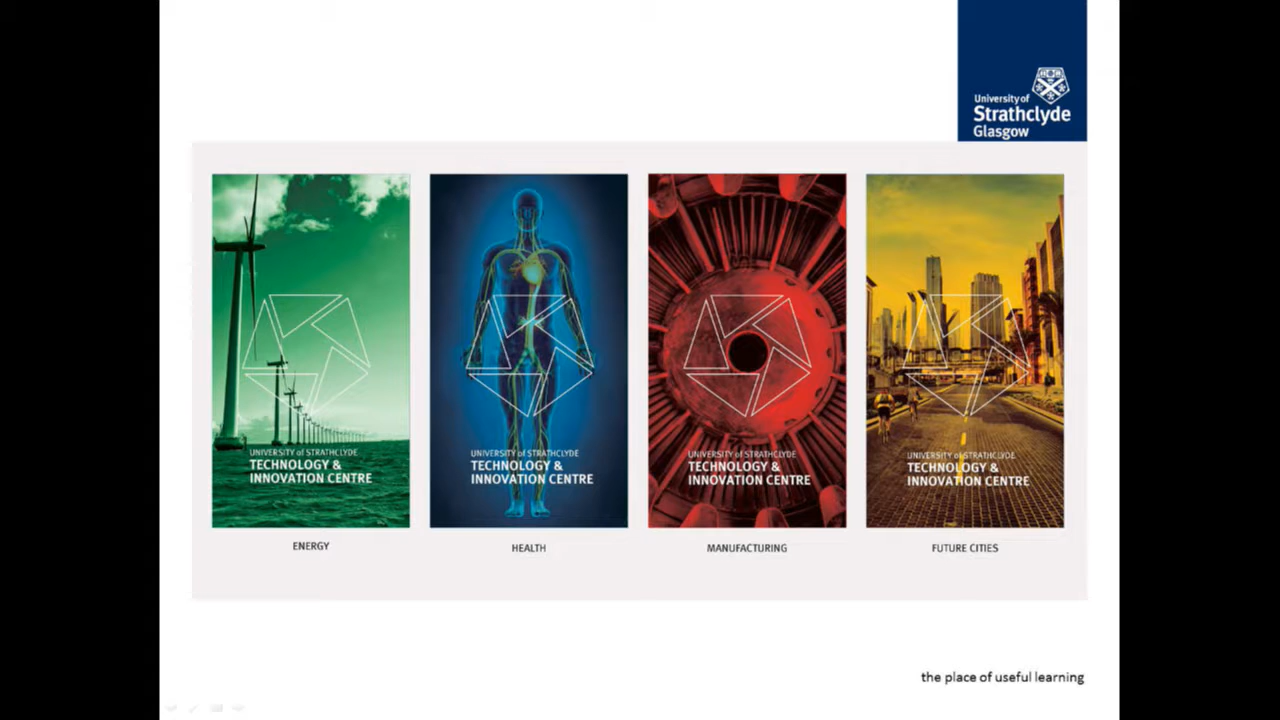 University of
Strathclyde
Glasgow
UNIVERSITY of STRATHCLYDE
TECHNOLOGY &
INNOVATION CENTRE
UNIVERSITY of STRATHCLYDE
TECHNOLOGY &
INNOVATION CENTRE
UNIVERSITY of STRATHCLYDE
TECHNOLOGY &
INNOVATION CENTRE
UNIVERSITY of STRATHCLYDE
TECHNOLOGY &
INNOVATION CENTRE
ENERGY
HEALTH
MANUFACTURING
FUTURE CITIES
the place of useful learning